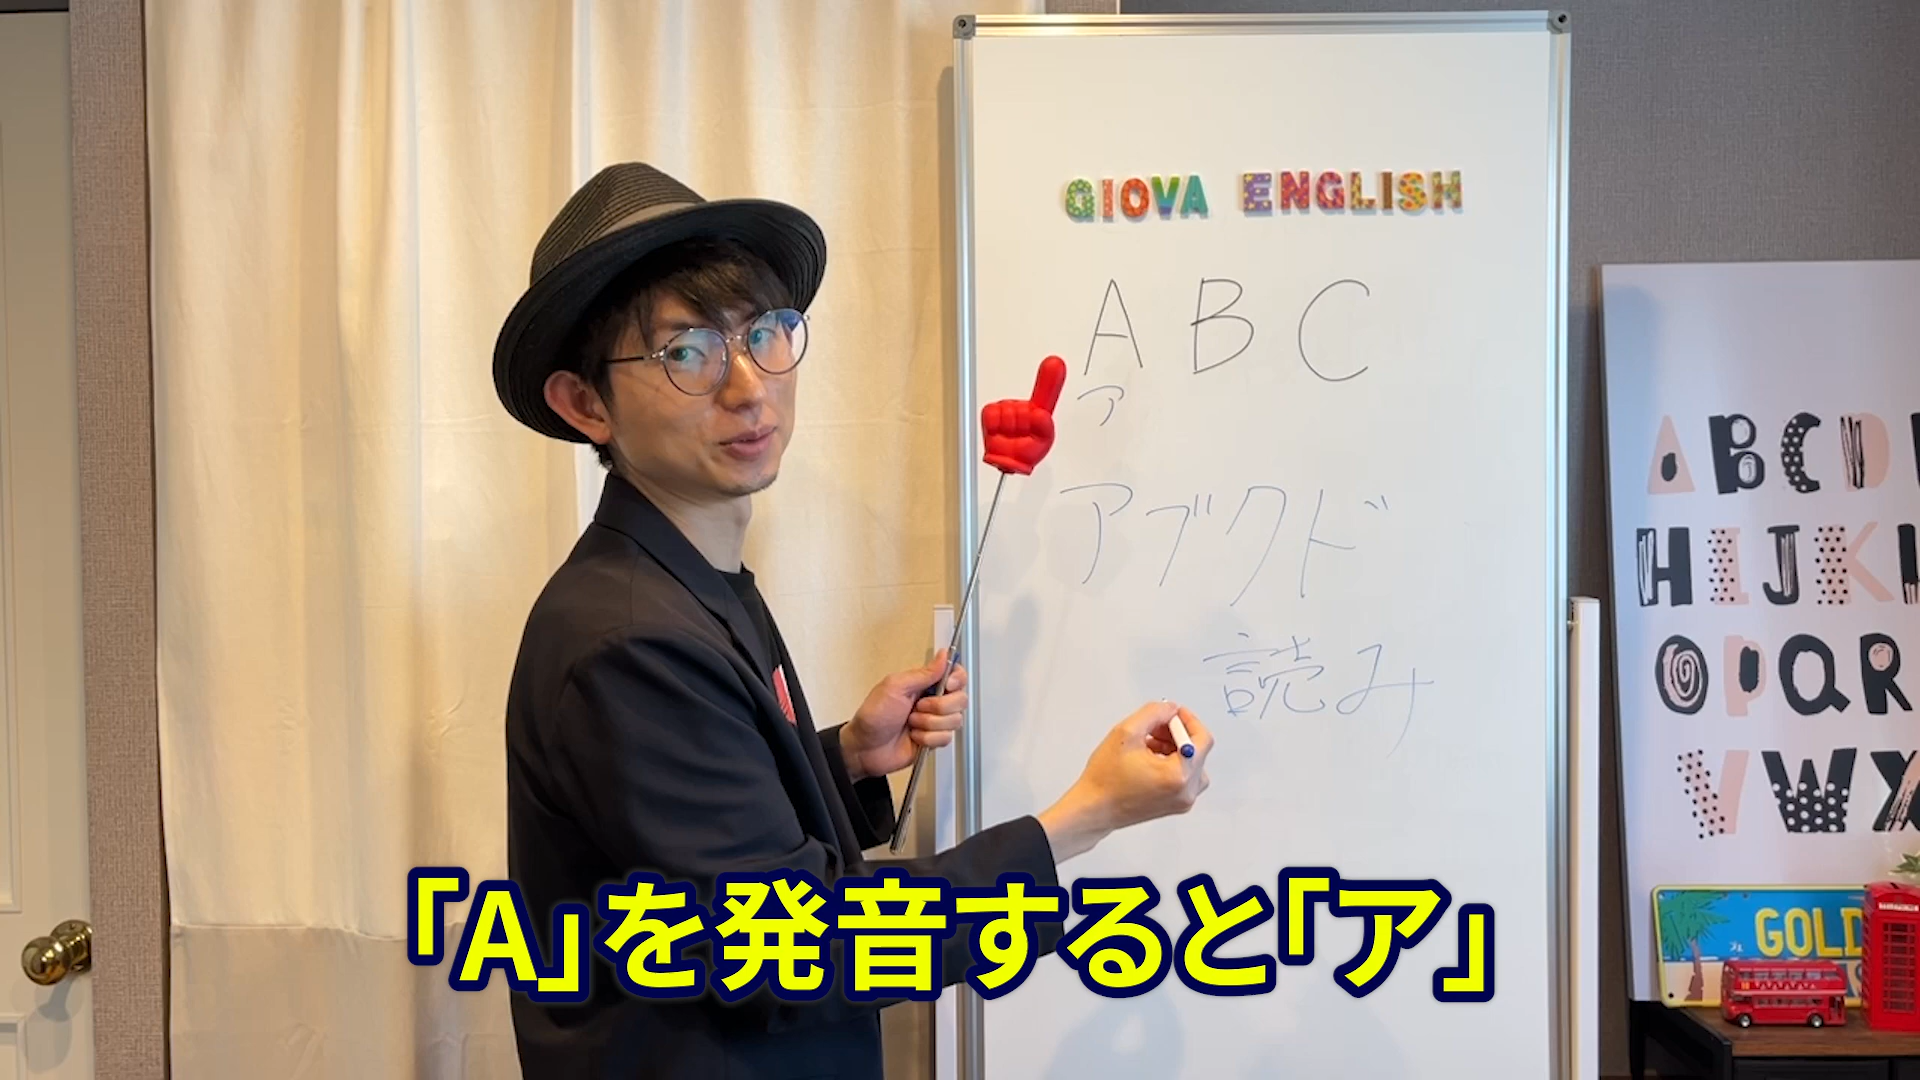 GIOVA ENGLISH
A B C
ア
アブクド
読み
ABCD
HIJK
OPQR
VWX
GOLD
「A」を発音すると「ア」